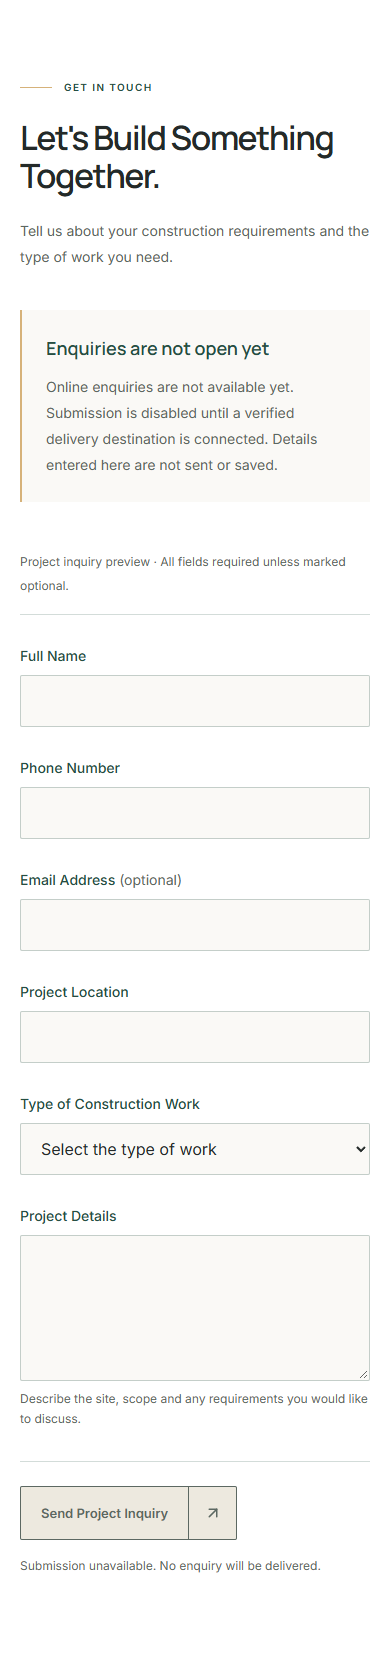 GET IN TOUCH
Let's Build Something
Together.
Tell us about your construction requirements and the
type of work you need.
Enquiries are not open yet
Online enquiries are not available yet.
Submission is disabled until a verified
delivery destination is connected. Details
entered here are not sent or saved.
Project inquiry preview · All fields required unless marked
optional.
Full Name
Phone Number
Email Address (optional)
Project Location
Type of Construction Work
Select the type of work
Project Details
Describe the site, scope and any requirements you would like
to discuss.
Send Project Inquiry
Submission unavailable. No enquiry will be delivered.